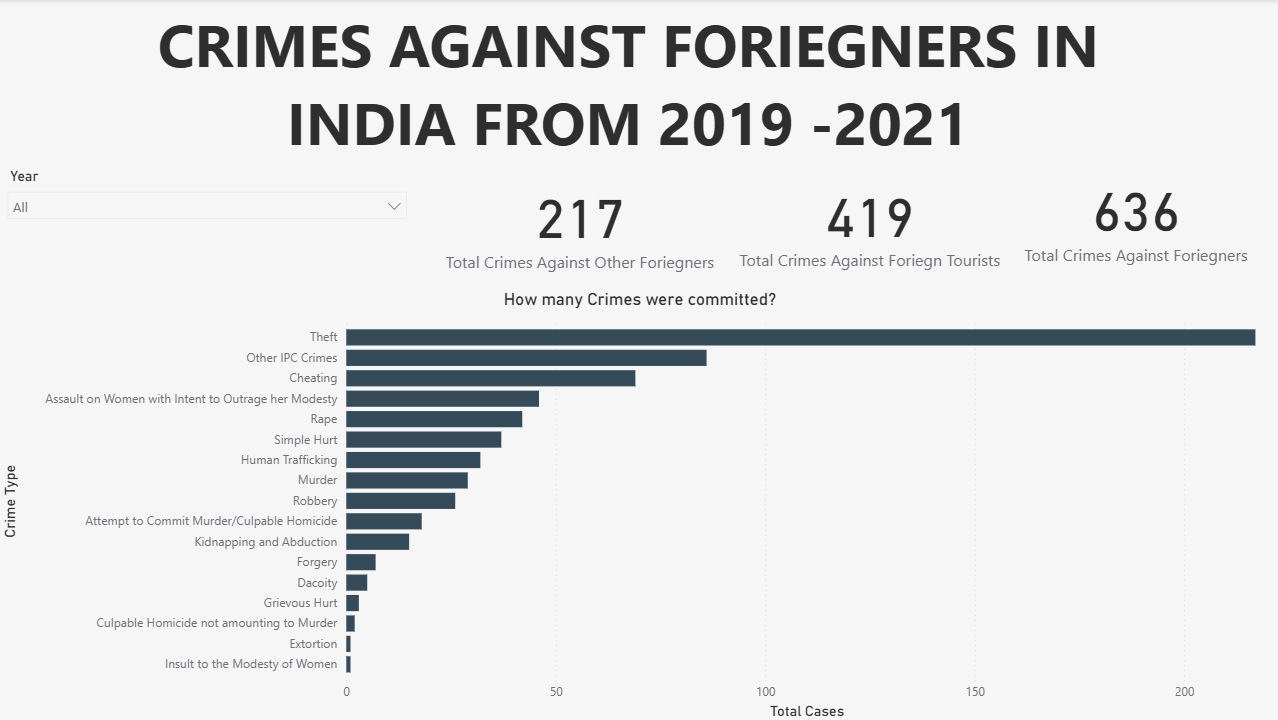 CRIMES AGAINST FORIEGNERS IN
INDIA FROM 2019 -2021
Year
All
217
Total Crimes Against Other Foriegners
419
Total Crimes Against Foriegn Tourists
636
Total Crimes Against Foriegners
How many Crimes were committed?
Crime Type
Theft
Other IPC Crimes
Cheating
Assault on Women with Intent to Outrage her Modesty
Rape
Simple Hurt
Human Trafficking
Murder
Robbery
Attempt to Commit Murder/Culpable Homicide
Kidnapping and Abduction
Forgery
Dacoity
Grievous Hurt
Culpable Homicide not amounting to Murder
Extortion
Insult to the Modesty of Women
0 50 100 150 200
Total Cases